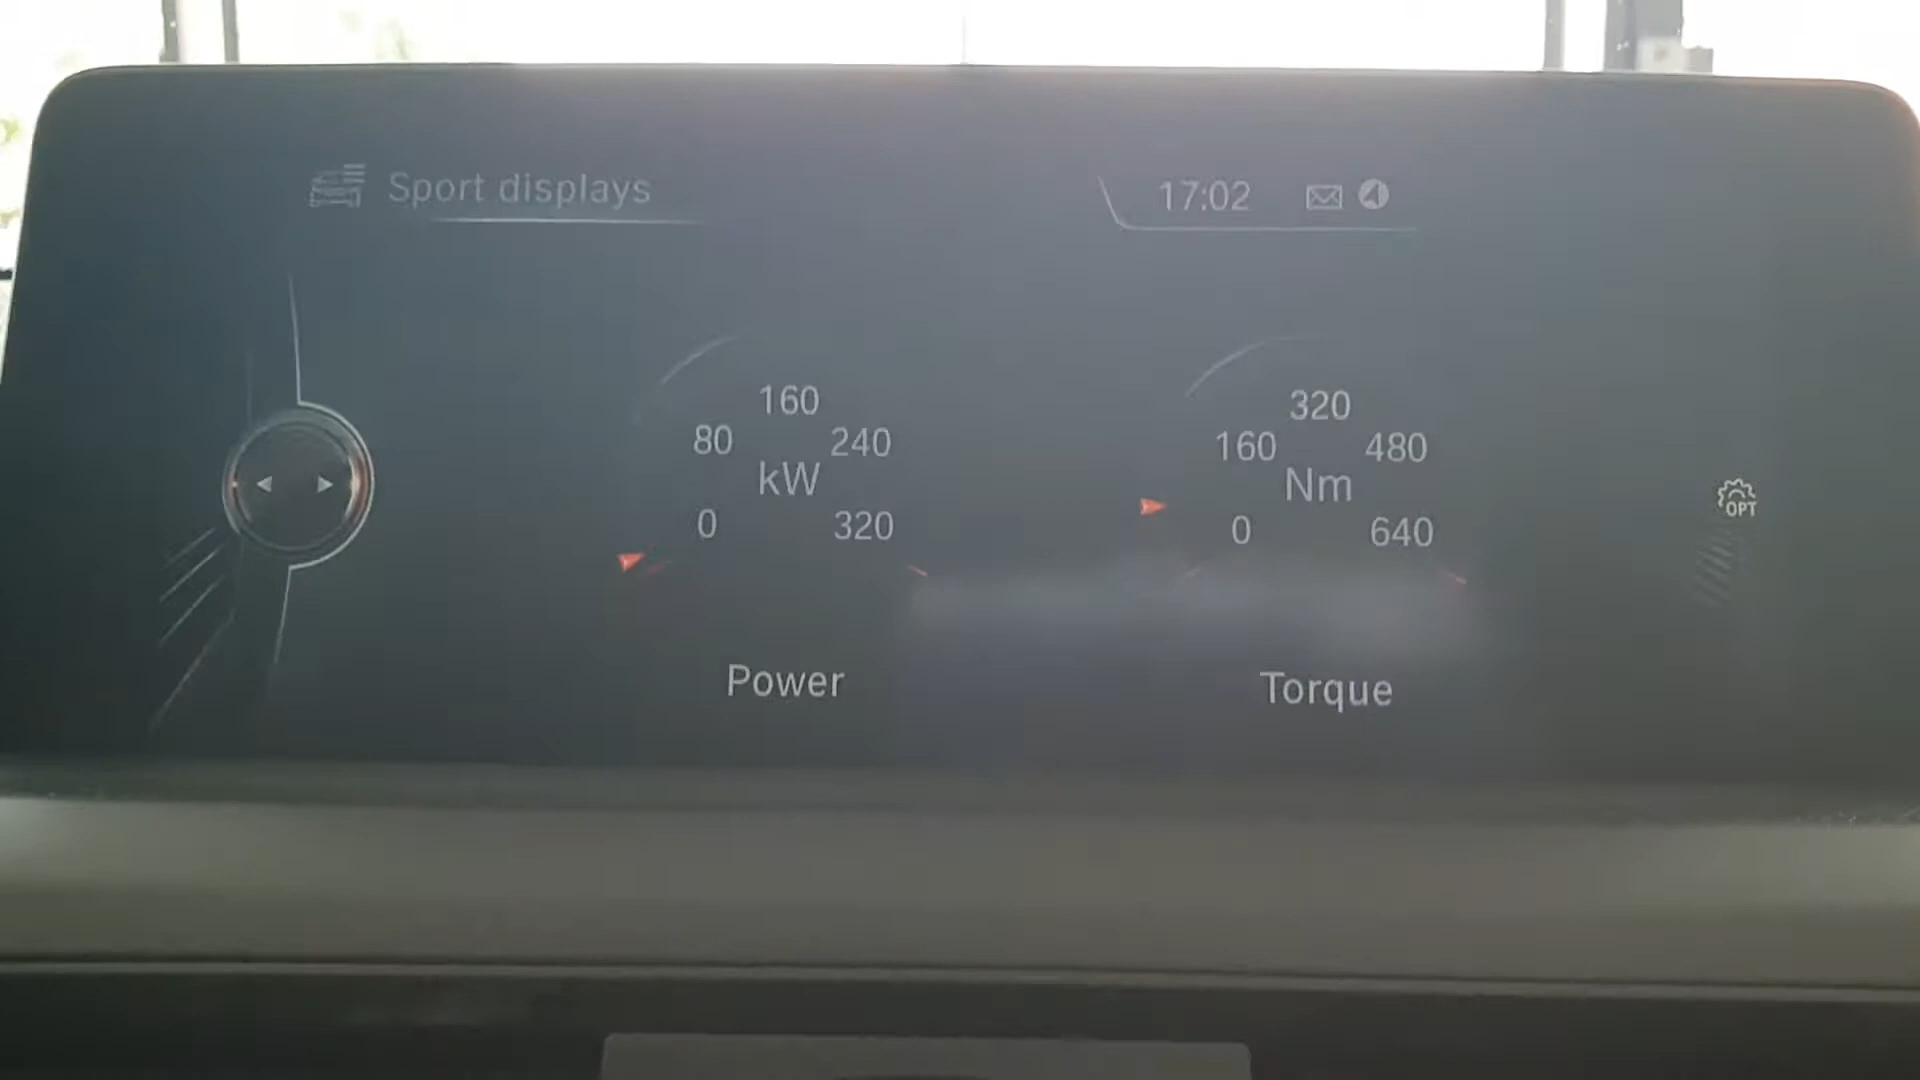 Sport displays
17:02
160
80 240
kW
0 320
Power
320
160 480
Nm
0 640
Torque
OPT